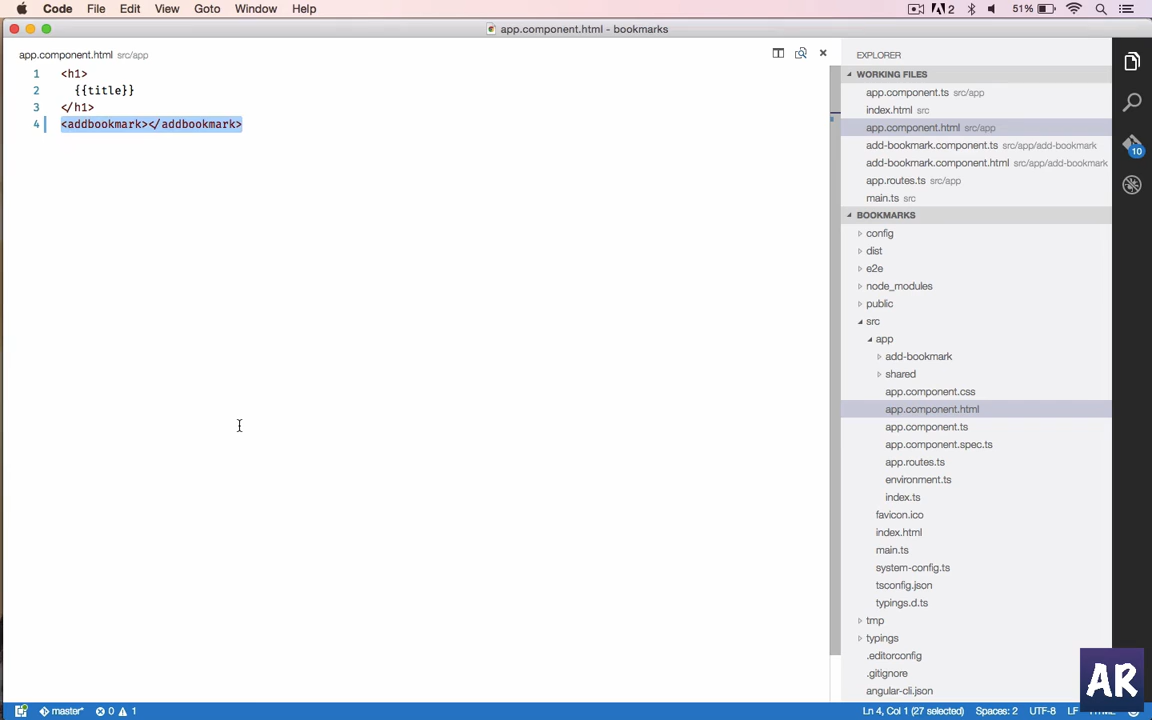 Code File Edit View Goto Window Help 2 51%
app.component.html - bookmarks
app.component.html src/app
1 <h1>
2 {{title}}
3 </h1>
4 <addbookmark></addbookmark>
EXPLORER
WORKING FILES
app.component.ts src/app
index.html src
app.component.html src/app
add-bookmark.component.ts src/app/add-bookmark
add-bookmark.component.html src/app/add-bookmark
app.routes.ts src/app
main.ts src
BOOKMARKS
config
dist
e2e
node_modules
public
src
app
add-bookmark
shared
app.component.css
app.component.html
app.component.ts
app.component.spec.ts
app.routes.ts
environment.ts
index.ts
favicon.ico
index.html
main.ts
system-config.ts
tsconfig.json
typings.d.ts
tmp
typings
.editorconfig
.gitignore
angular-cli.json
10
AR
master* 0 1 Ln 4, Col 1 (27 selected) Spaces: 2 UTF-8 LF